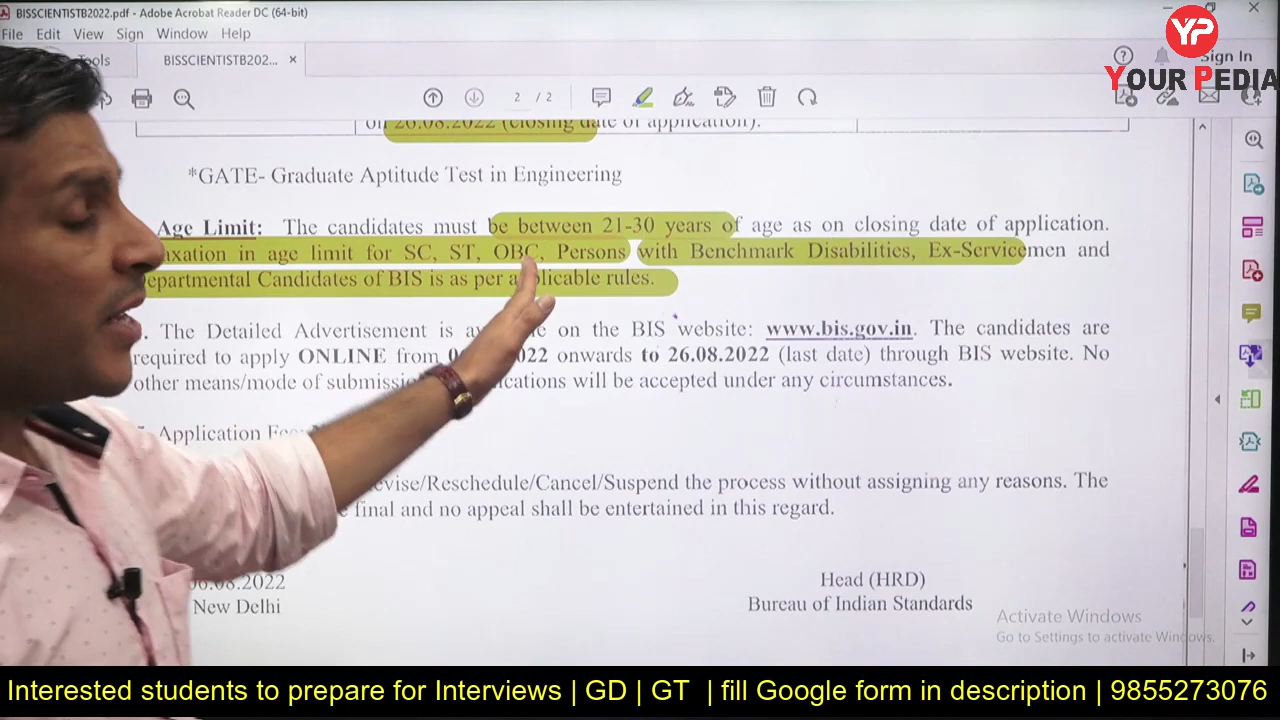 BISSCIENTISTB2022.pdf - Adobe Acrobat Reader DC (64-bit)
File Edit View Sign Window Help
YP
YOUR PEDIA
Tools
BISSCIENTISTB202... ×
Sign In
2 / 2
on 26.08.2022 (closing date of application).
*GATE- Graduate Aptitude Test in Engineering
Age Limit: The candidates must be between 21-30 years of age as on closing date of application.
axation in age limit for SC, ST, OBC, Persons with Benchmark Disabilities, Ex-Servicemen and
epartmental Candidates of BIS is as per applicable rules.
. The Detailed Advertisement is on the BIS website: www.bis.gov.in. The candidates are
required to apply ONLINE from 2022 onwards to 26.08.2022 (last date) through BIS website. No
other means/mode of cations will be accepted under any circumstances.
Application
evise/Reschedule/Cancel/Suspend the process without assigning any reasons. The
final and no appeal shall be entertained in this regard.
06.08.2022
New Delhi
Head (HRD)
Bureau of Indian Standards
Activate Windows
Go to Settings to activate Windows.
Interested students to prepare for Interviews | GD | GT | fill Google form in description | 9855273076